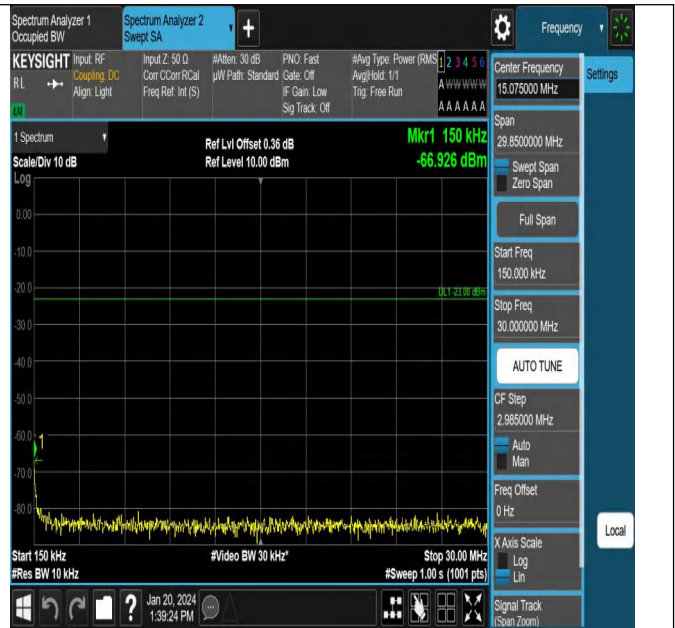 Spectrum Analyzer 1
Occupied BW
Spectrum Analyzer 2
Swept SA
+
Frequency
KEYSIGHT
RL
LXI
Input: RF
Coupling: DC
Align: Light
Input Z: 50 Ω
Corr CCorr RCal
Freq Ref: Int (S)
#Atten: 30 dB
µW Path: Standard
PNO: Fast
Gate: Off
IF Gain: Low
Sig Track: Off
#Avg Type: Power (RMS
Avg|Hold: 1/1
Trig: Free Run
1 2 3 4 5 6
A W W W W W
A A A A A A
1 Spectrum
Scale/Div 10 dB
Log
Ref Lvl Offset 0.36 dB
Ref Level 10.00 dBm
Mkr1 150 kHz
-66.926 dBm
0.00
-10.0
-20.0
DL1 -23.00 dBm
-30.0
-40.0
-60.0
1
-70.0
-80.0
Start 150 kHz
#Res BW 10 kHz
#Video BW 30 kHz*
Stop 30.00 MHz
#Sweep 1.00 s (1001 pts)
?
Jan 20, 2024
1:39:24 PM
Center Frequency
15.075000 MHz
Settings
Span
29.8500000 MHz
Swept Span
Zero Span
Full Span
Start Freq
150.000 kHz
Stop Freq
30.000000 MHz
AUTO TUNE
CF Step
2.985000 MHz
Auto
Man
Freq Offset
0 Hz
X Axis Scale
Log
Lin
Signal Track
(Span Zoom)
Local